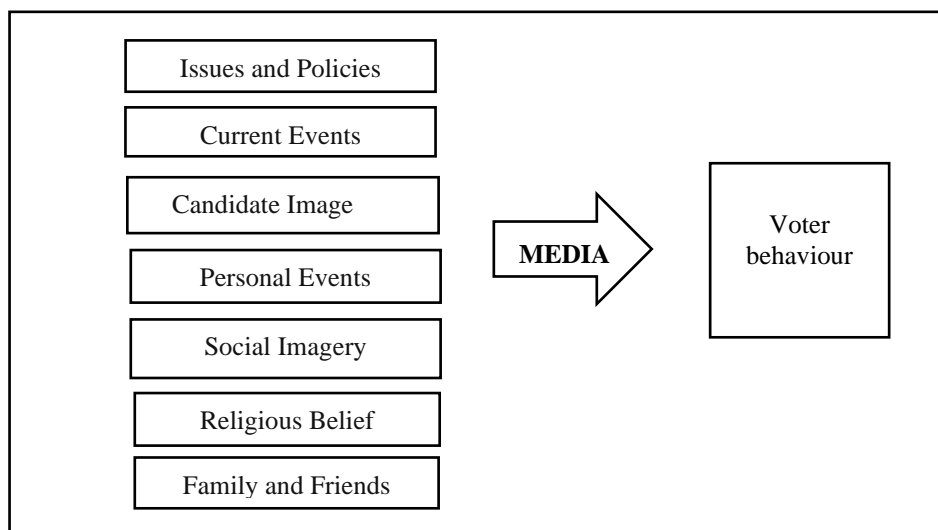 Issues and Policies
Current Events
Candidate Image
Personal Events
Social Imagery
Religious Belief
Family and Friends
MEDIA
Voter
behaviour